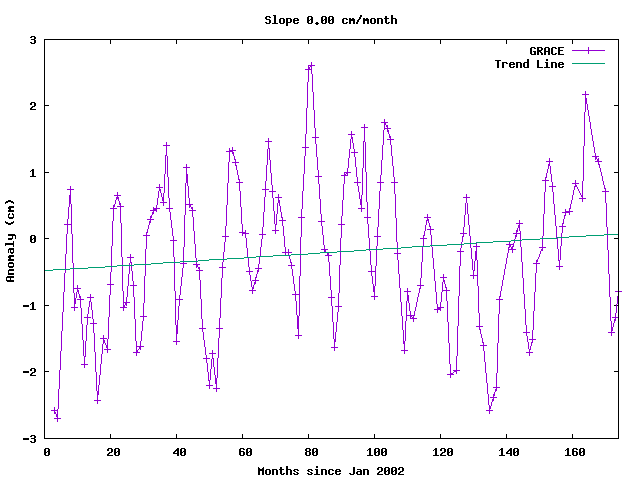 Slope 0.00 cm/month
GRACE
Trend Line
3
2
1
0
-1
-2
-3
Anomaly (cm)
0 20 40 60 80 100 120 140 160
Months since Jan 2002